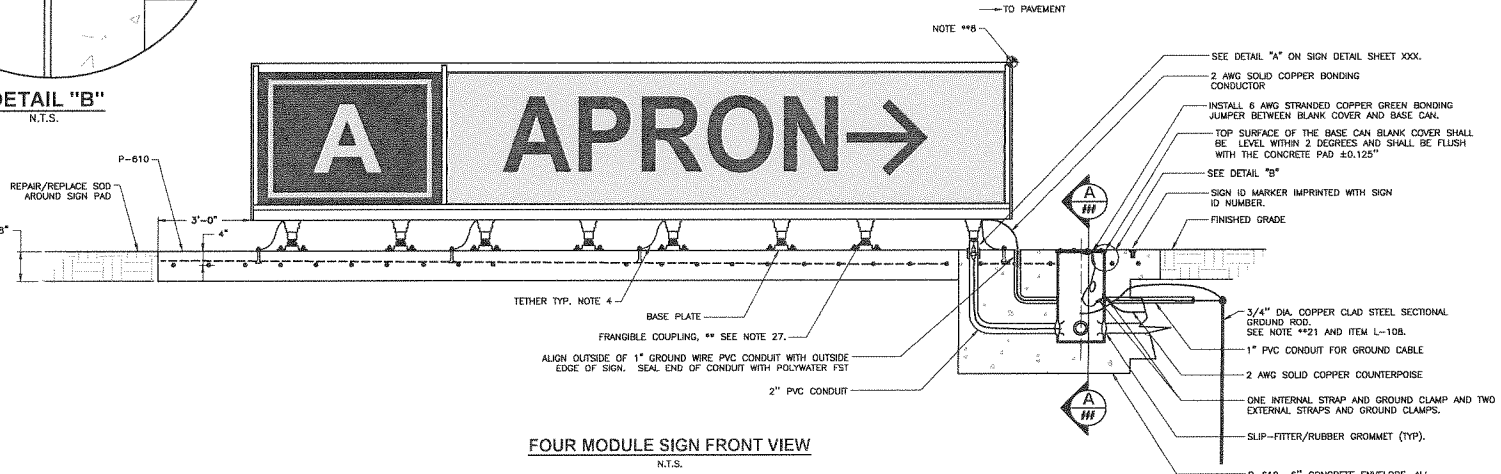 TO PAVEMENT
NOTE **8
DETAIL "B"
N.T.S.
A
APRON→
P-610
REPAIR/REPLACE SOD
AROUND SIGN PAD
3'-0"
4"
8"
TETHER TYP. NOTE 4
BASE PLATE
FRANGIBLE COUPLING, ** SEE NOTE 27.
ALIGN OUTSIDE OF 1" GROUND WIRE PVC CONDUIT WITH OUTSIDE
EDGE OF SIGN. SEAL END OF CONDUIT WITH POLYWATER FST
2" PVC CONDUIT
SEE DETAIL "A" ON SIGN DETAIL SHEET XXX.
2 AWG SOLID COPPER BONDING
CONDUCTOR
INSTALL 6 AWG STRANDED COPPER GREEN BONDING
JUMPER BETWEEN BLANK COVER AND BASE CAN.
TOP SURFACE OF THE BASE CAN BLANK COVER SHALL
BE LEVEL WITHIN 2 DEGREES AND SHALL BE FLUSH
WITH THE CONCRETE PAD ±0.125"
SEE DETAIL "B"
SIGN ID MARKER IMPRINTED WITH SIGN
ID NUMBER.
FINISHED GRADE
A
###
3/4" DIA. COPPER CLAD STEEL SECTIONAL
GROUND ROD.
SEE NOTE **21 AND ITEM L-108.
1" PVC CONDUIT FOR GROUND CABLE
2 AWG SOLID COPPER COUNTERPOISE
ONE INTERNAL STRAP AND GROUND CLAMP AND TWO
EXTERNAL STRAPS AND GROUND CLAMPS.
A
###
SLIP-FITTER/RUBBER GROMMET (TYP).
FOUR MODULE SIGN FRONT VIEW
N.T.S.
P-610, 6" CONCRETE ENVELOPE, ALL